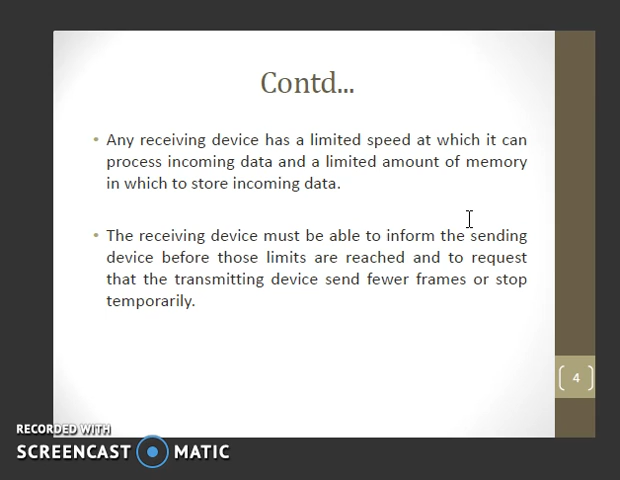 Contd...
• Any receiving device has a limited speed at which it can
process incoming data and a limited amount of memory
in which to store incoming data.
• The receiving device must be able to inform the sending
device before those limits are reached and to request
that the transmitting device send fewer frames or stop
temporarily.
4
RECORDED WITH
SCREENCAST MATIC